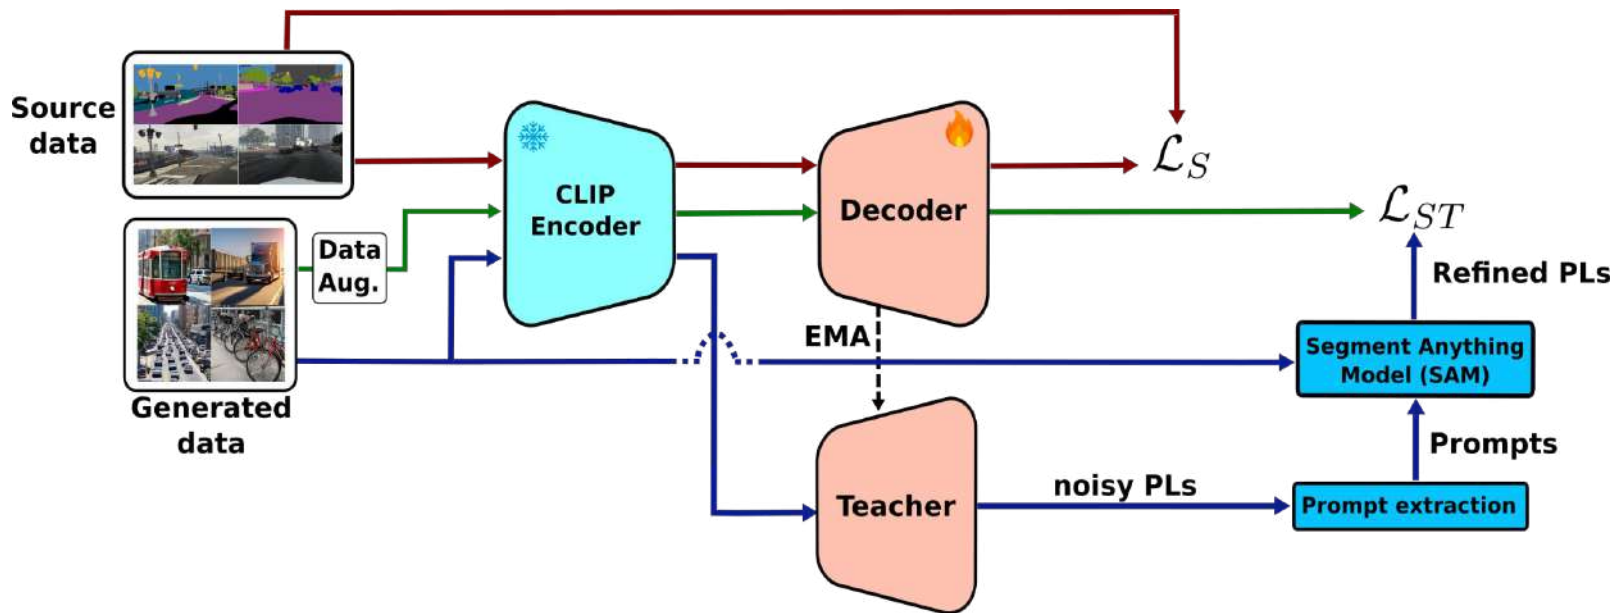 Source
data
CLIP
Encoder
Decoder
ℒ_S
ℒ_ST
Data
Aug.
Refined PLs
EMA
Segment Anything
Model (SAM)
Generated
data
Prompts
noisy PLs
Teacher
Prompt extraction